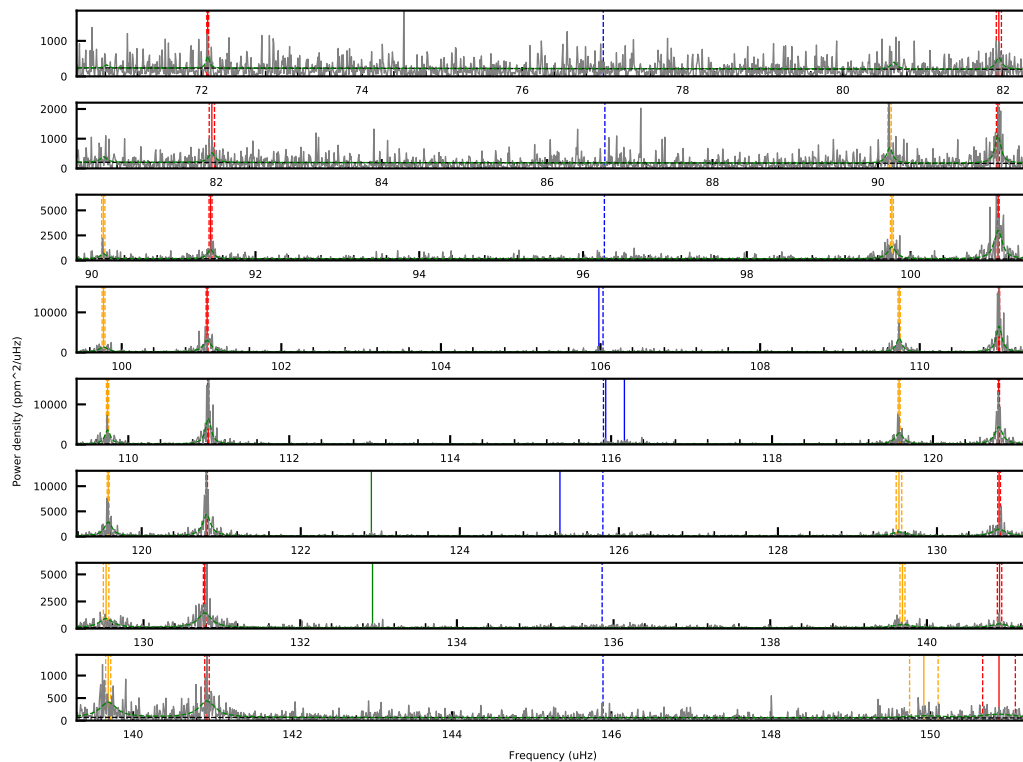 1000
0
72 74 76 78 80 82
2000
1000
0
82 84 86 88 90
5000
2500
0
90 92 94 96 98 100
10000
0
100 102 104 106 108 110
10000
0
110 112 114 116 118 120
10000
5000
0
120 122 124 126 128 130
5000
2500
0
130 132 134 136 138 140
1000
500
0
140 142 144 146 148 150
Power density (ppm^2/uHz)
Frequency (uHz)